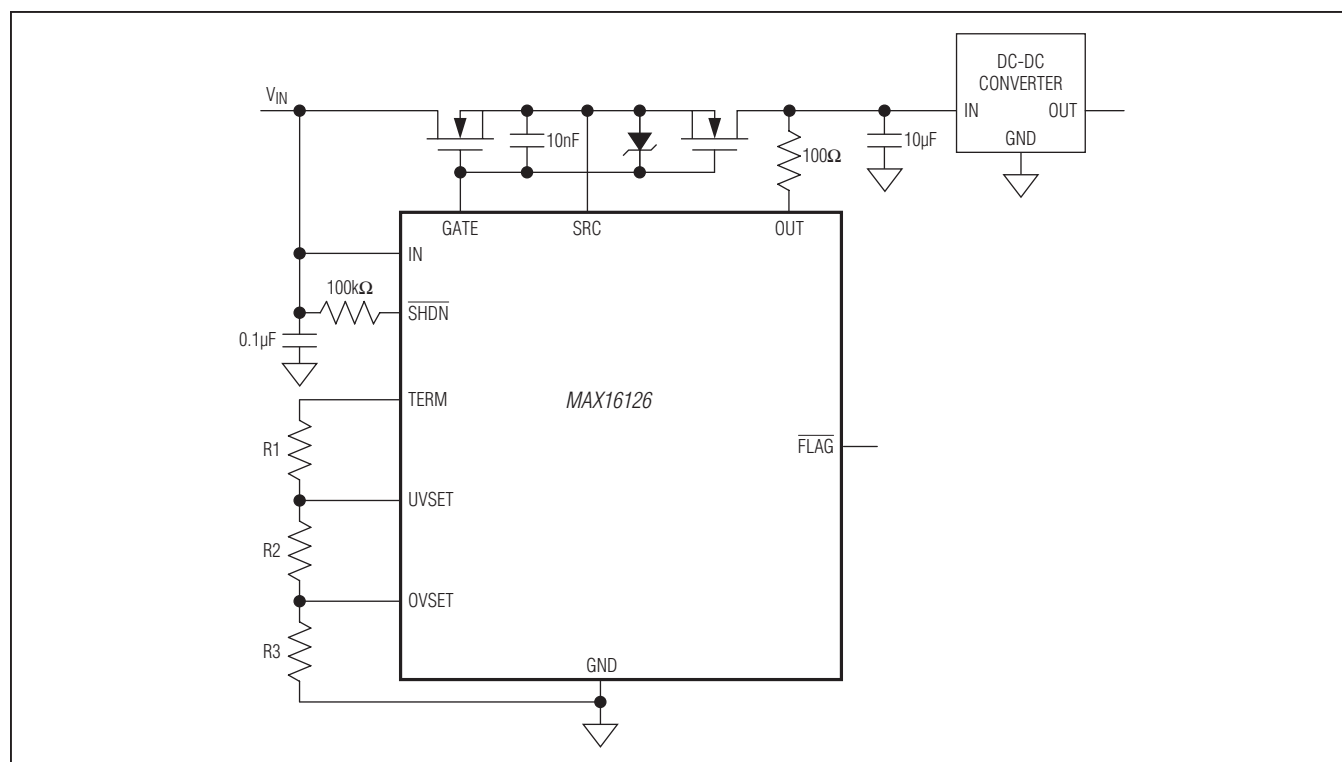 DC-DC
CONVERTER
IN
OUT
GND
VIN
10nF
100Ω
10µF
GATE
SRC
OUT
IN
100kΩ
SHDN
0.1µF
TERM
MAX16126
R1
FLAG
UVSET
R2
OVSET
R3
GND